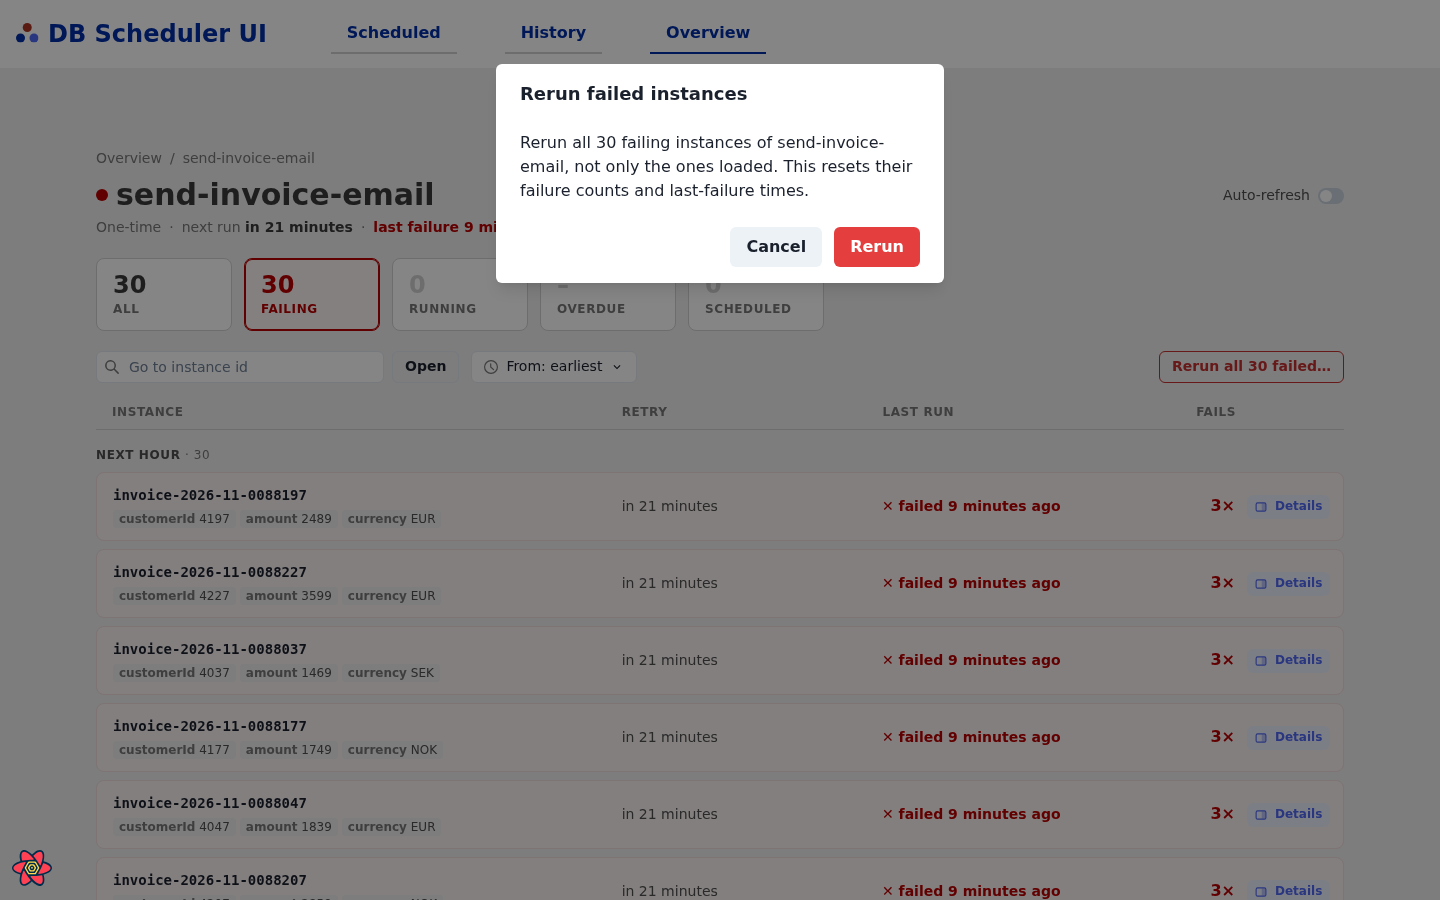 DB Scheduler UI
Scheduled
History
Overview
Rerun failed instances
Rerun all 30 failing instances of send-invoice-
email, not only the ones loaded. This resets their
failure counts and last-failure times.
Cancel
Rerun
Overview / send-invoice-email
send-invoice-email
Auto-refresh
One-time · next run in 21 minutes · last failure 9 mi
30
ALL
30
FAILING
0
RUNNING
-
OVERDUE
0
SCHEDULED
Go to instance id
Open
From: earliest
Rerun all 30 failed...
INSTANCE RETRY LAST RUN FAILS
NEXT HOUR · 30
invoice-2026-11-0088197
customerId 4197 amount 2489 currency EUR
in 21 minutes
× failed 9 minutes ago
3×
Details
invoice-2026-11-0088227
customerId 4227 amount 3599 currency EUR
in 21 minutes
× failed 9 minutes ago
3×
Details
invoice-2026-11-0088037
customerId 4037 amount 1469 currency SEK
in 21 minutes
× failed 9 minutes ago
3×
Details
invoice-2026-11-0088177
customerId 4177 amount 1749 currency NOK
in 21 minutes
× failed 9 minutes ago
3×
Details
invoice-2026-11-0088047
customerId 4047 amount 1839 currency EUR
in 21 minutes
× failed 9 minutes ago
3×
Details
invoice-2026-11-0088207
in 21 minutes
× failed 9 minutes ago
3×
Details